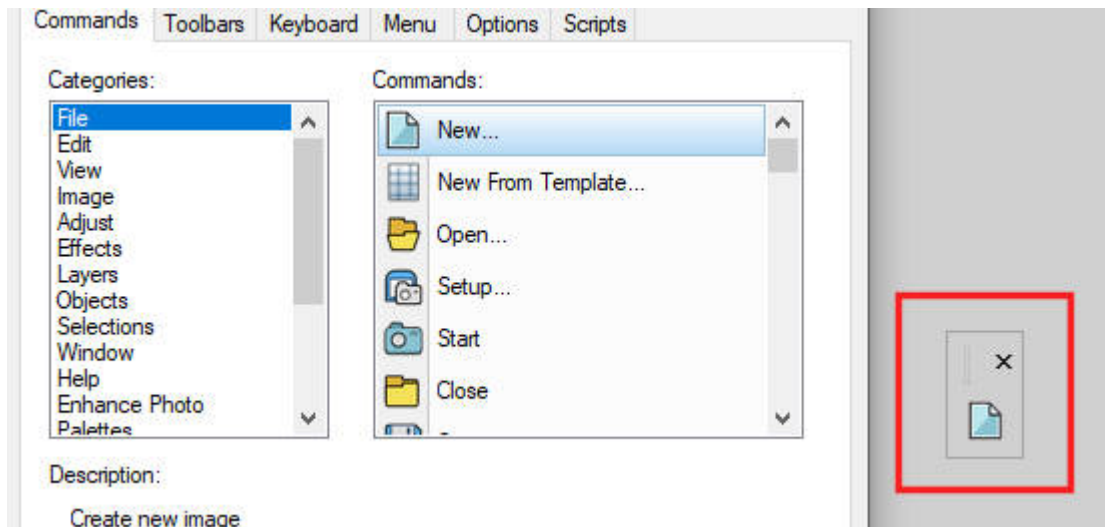 Commands Toolbars Keyboard Menu Options Scripts
Categories:
File
Edit
View
Image
Adjust
Effects
Layers
Objects
Selections
Window
Help
Enhance Photo
Palettes
Commands:
New...
New From Template...
Open...
Setup...
Start
Close
Description:
Create new image